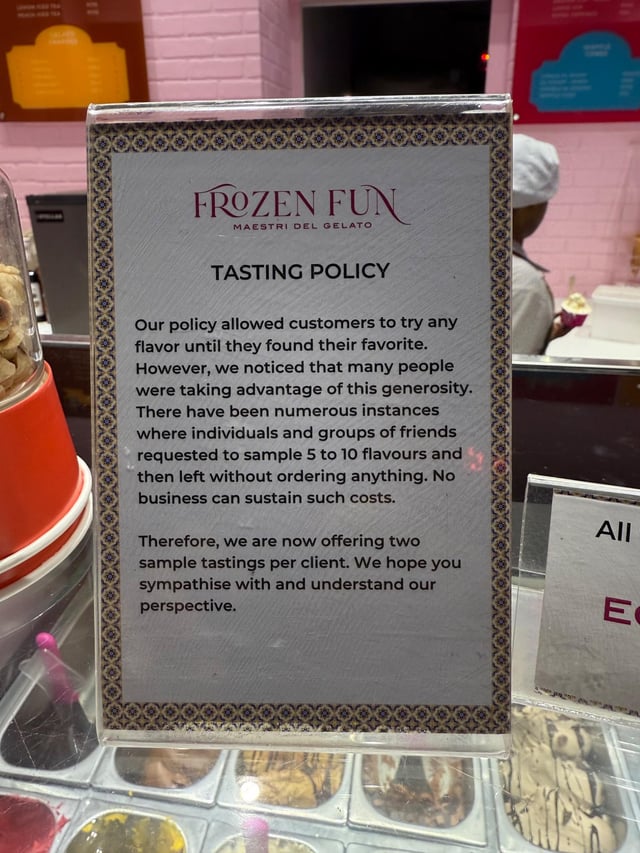 FROZEN FUN
MAESTRI DEL GELATO
TASTING POLICY
Our policy allowed customers to try any
flavor until they found their favorite.
However, we noticed that many people
were taking advantage of this generosity.
There have been numerous instances
where individuals and groups of friends
requested to sample 5 to 10 flavours and
then left without ordering anything. No
business can sustain such costs.
Therefore, we are now offering two
sample tastings per client. We hope you
sympathise with and understand our
perspective.
All